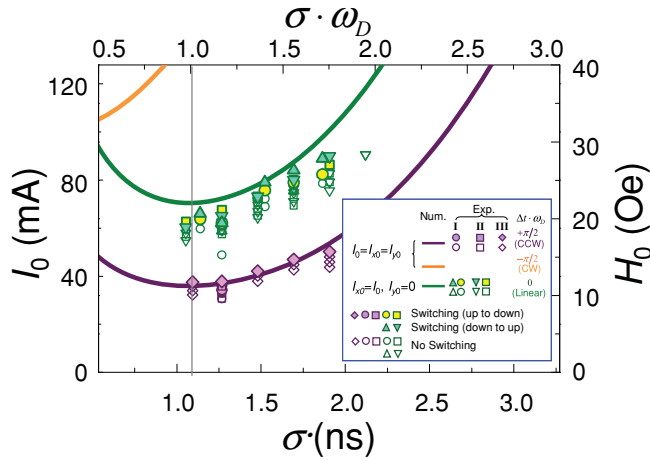 σ · ω_D
0.5 1.0 1.5 2.0 2.5 3.0
I_0 (mA)
120
80
40
0
H_0 (Oe)
40
30
20
10
0
1.0 1.5 2.0 2.5 3.0
σ·(ns)
Num. Exp. Δt · ω_D
I II III
+π/2
(CCW)
I_0=I_x0=I_y0
−π/2
(CW)
I_x0=I_0, I_y0=0
0
(Linear)
Switching (up to down)
Switching (down to up)
No Switching